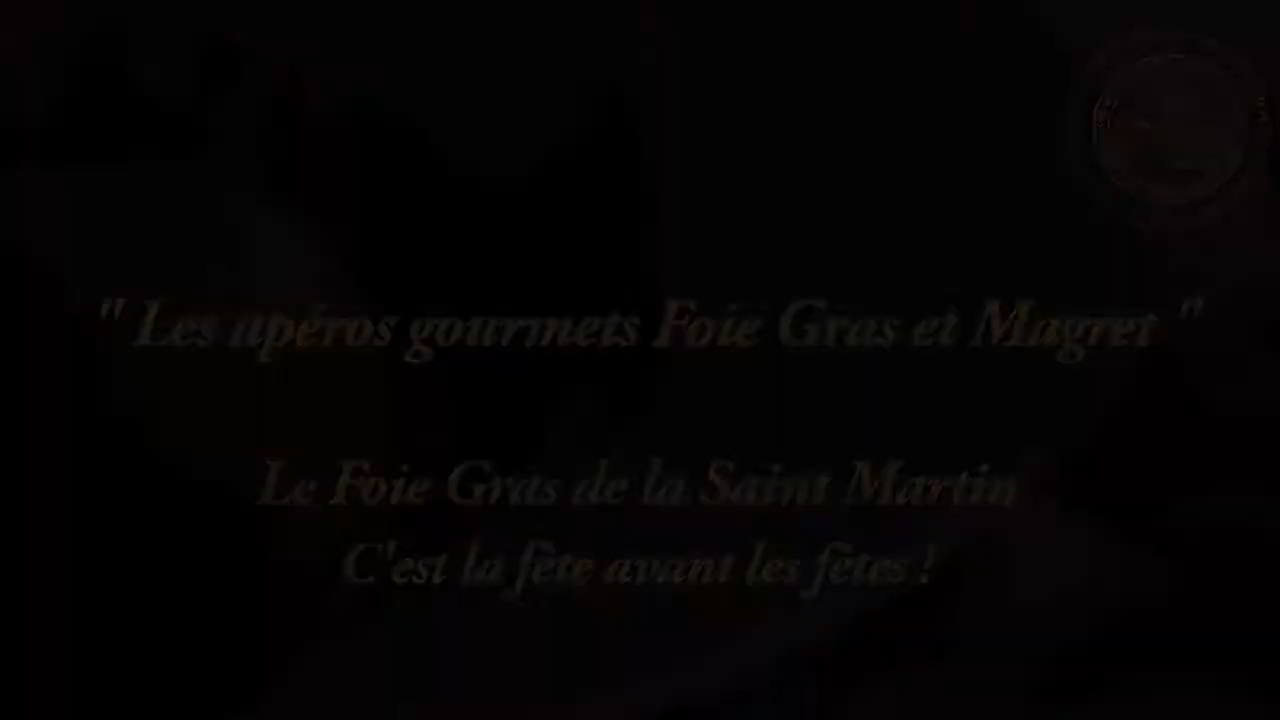 " Les apéros gourmets Foie Gras et Magret "
Le Foie Gras de la Saint Martin,
C'est la fête avant les fêtes !